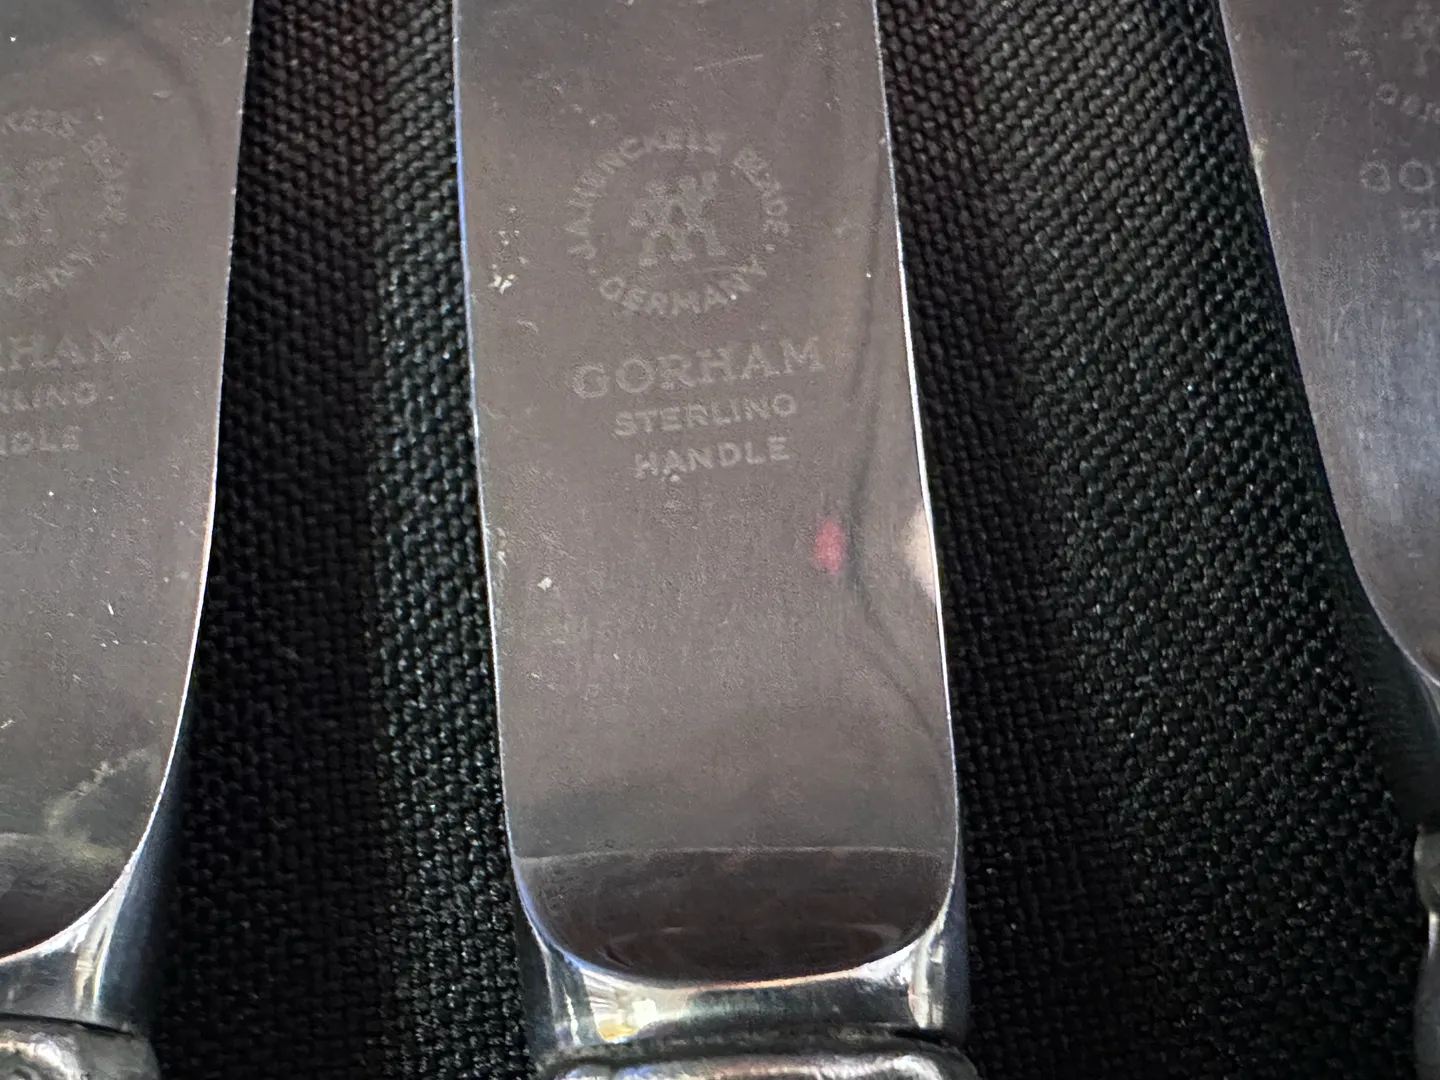 J.A. HENCKELS BLADE
GERMANY
GORHAM
STERLING
HANDLE